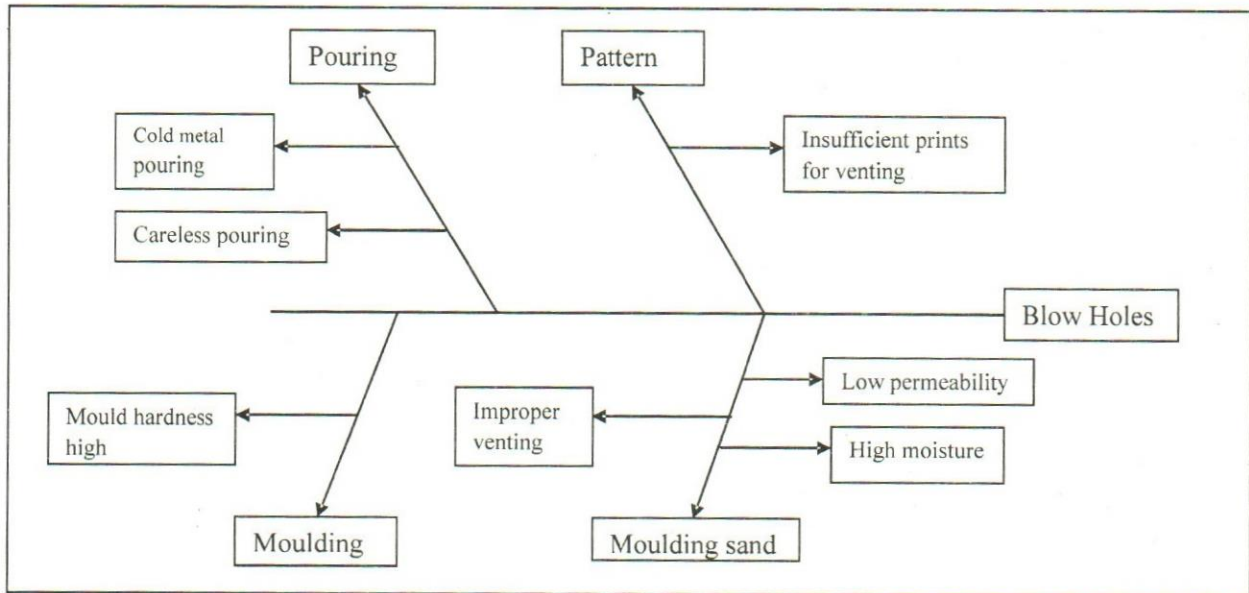 Pouring
Pattern
Cold metal
pouring
Insufficient prints
for venting
Careless pouring
Blow Holes
Low permeability
Mould hardness
high
Improper
venting
High moisture
Moulding
Moulding sand